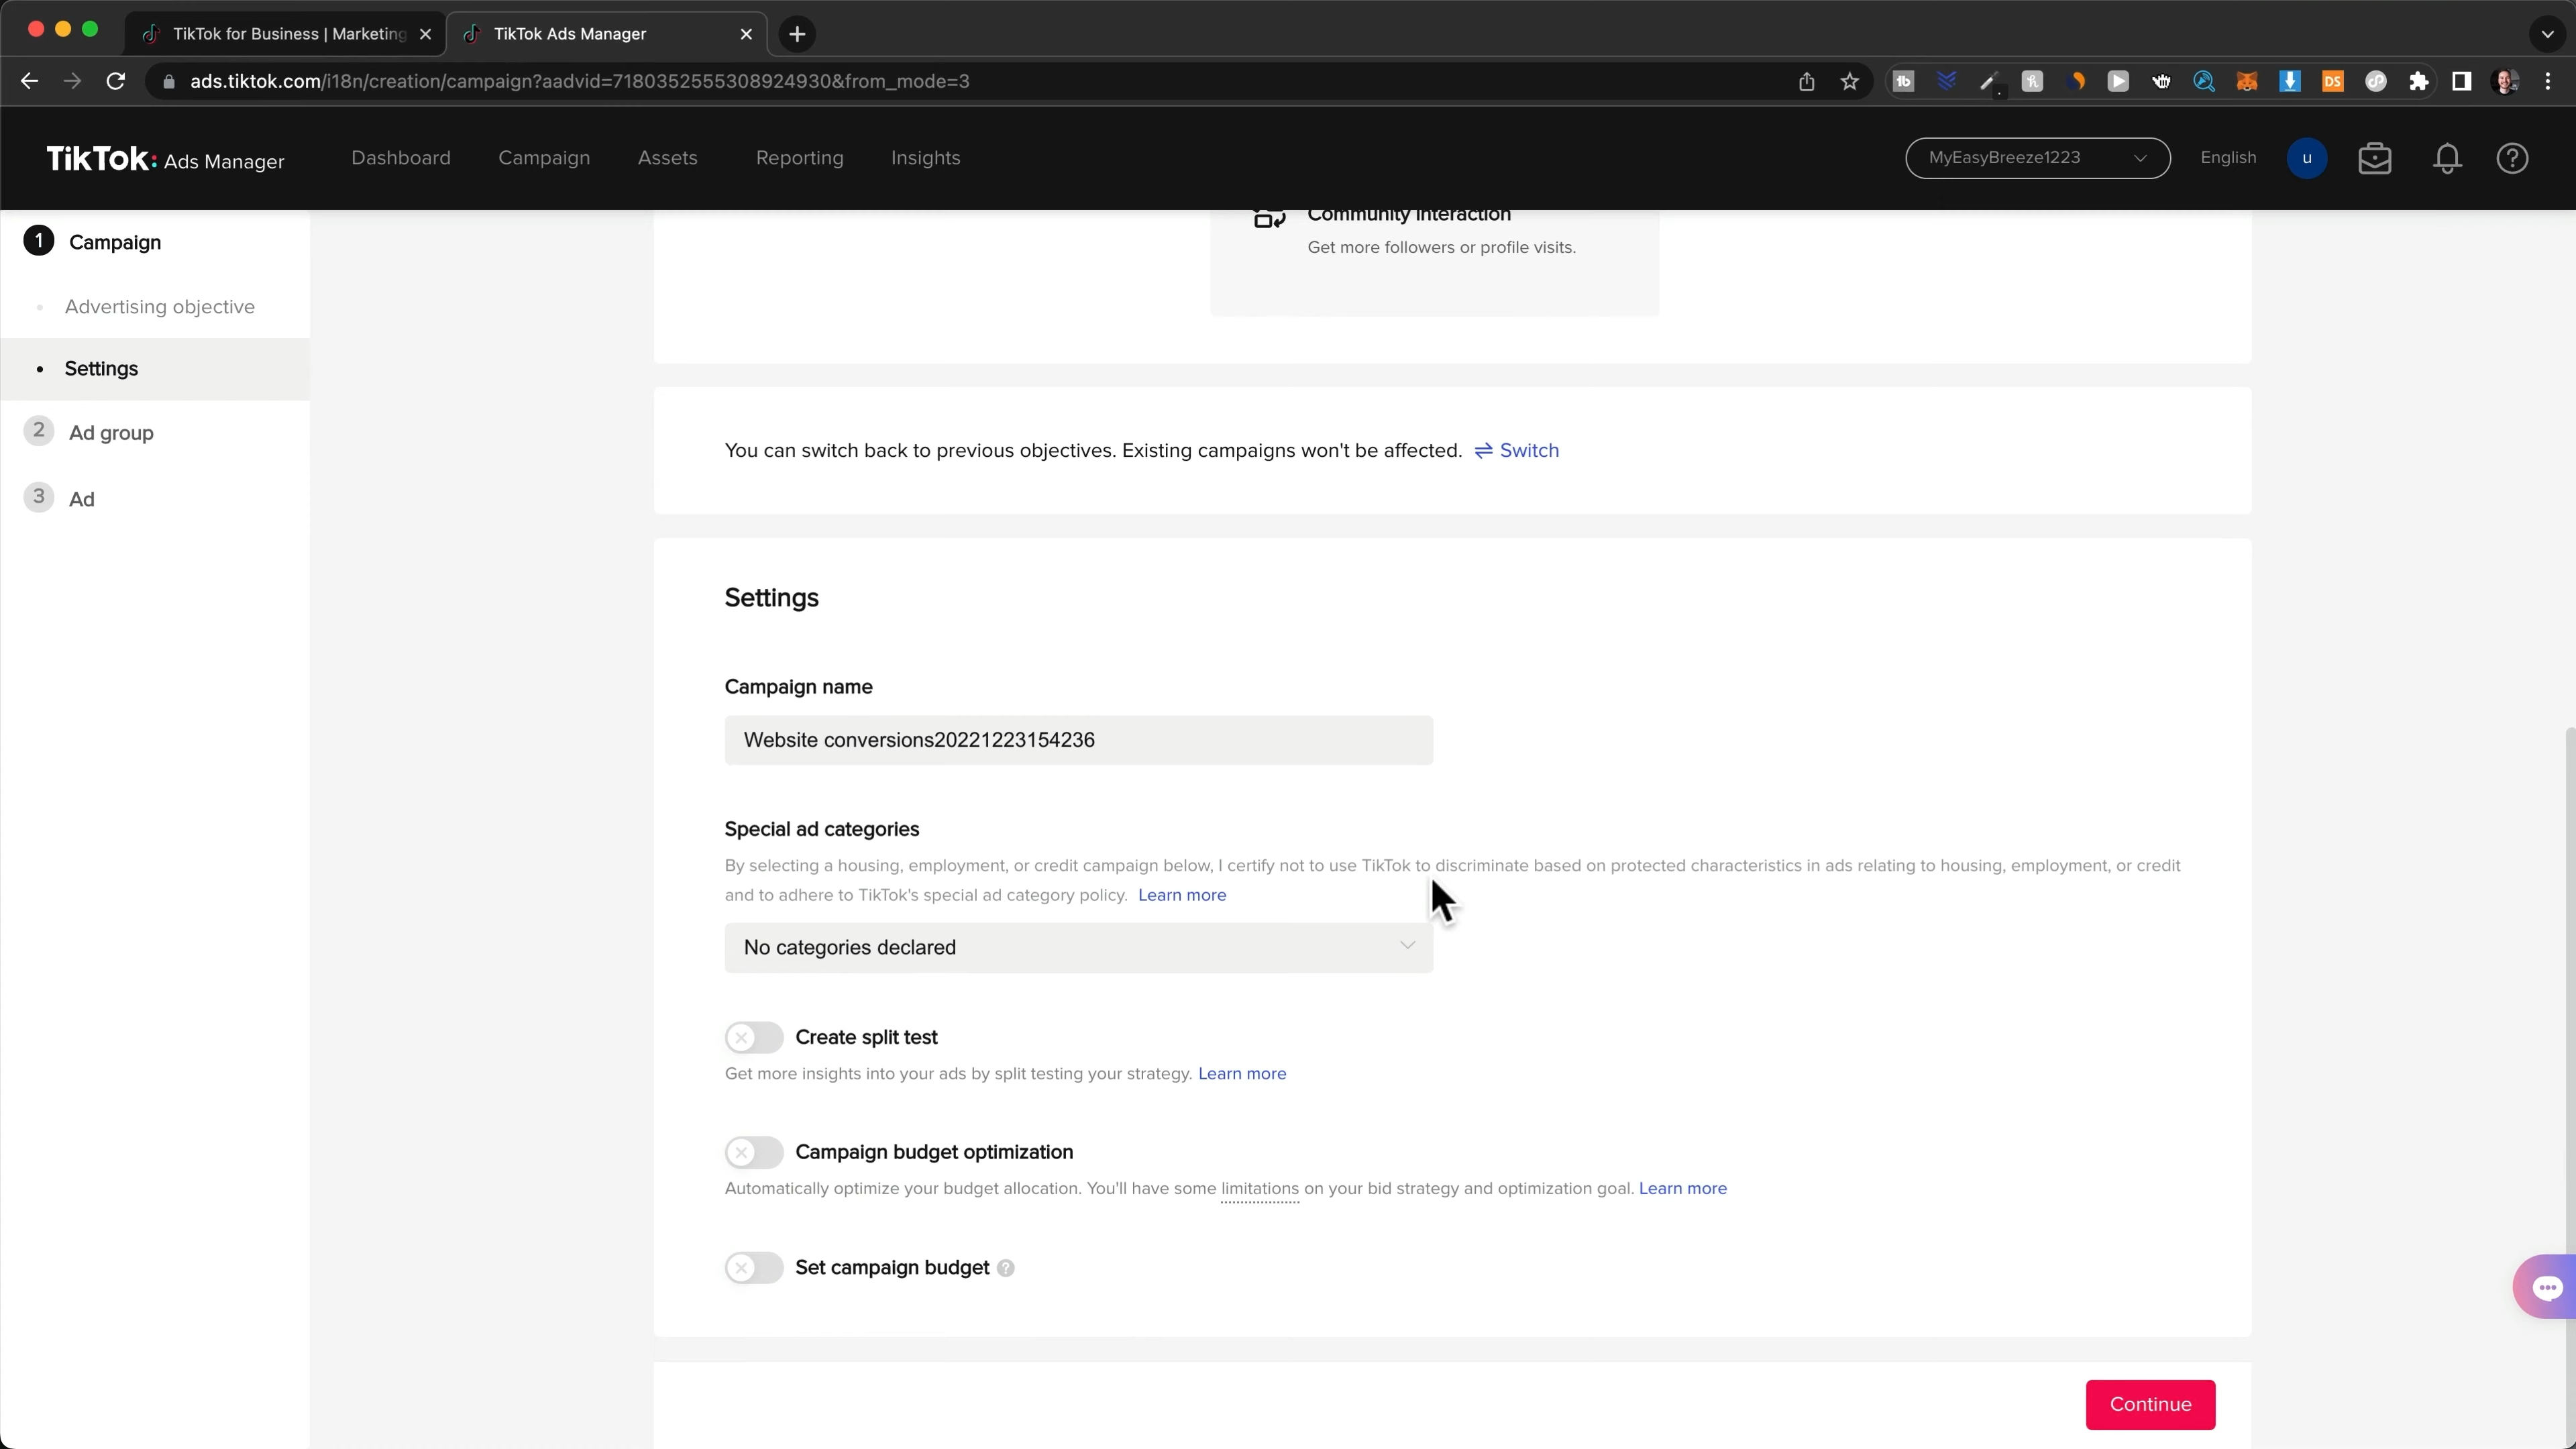 TikTok for Business | Marketing
TikTok Ads Manager
ads.tiktok.com/i18n/creation/campaign?aadvid=7180352555308924930&from_mode=3
tb
DS
TikTok: Ads Manager
Dashboard
Campaign
Assets
Reporting
Insights
MyEasyBreeze1223
English
u
1 Campaign
Advertising objective
Settings
2 Ad group
3 Ad
Community Interaction
Get more followers or profile visits.
You can switch back to previous objectives. Existing campaigns won't be affected. Switch
Settings
Campaign name
Website conversions20221223154236
Special ad categories
By selecting a housing, employment, or credit campaign below, I certify not to use TikTok to discriminate based on protected characteristics in ads relating to housing, employment, or credit
and to adhere to TikTok's special ad category policy. Learn more
No categories declared
Create split test
Get more insights into your ads by split testing your strategy. Learn more
Campaign budget optimization
Automatically optimize your budget allocation. You'll have some limitations on your bid strategy and optimization goal. Learn more
Set campaign budget ?
Continue